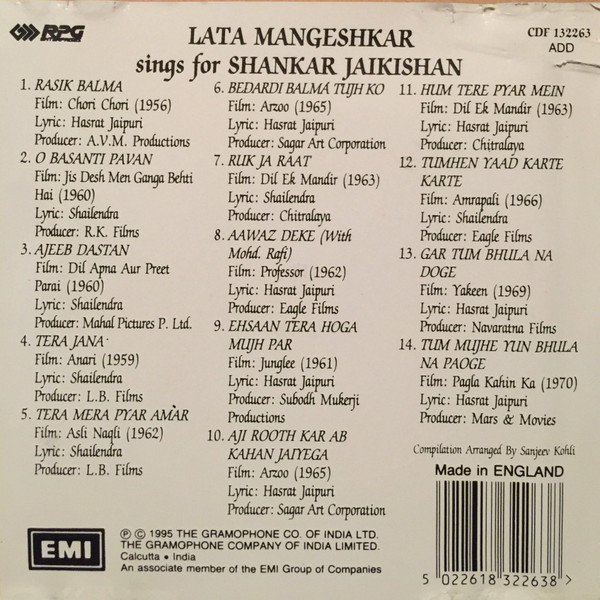 RPG
ENTERPRISES
LATA MANGESHKAR
sings for SHANKAR JAIKISHAN
CDF 132263
ADD
1. RASIK BALMA
Film: Chori Chori (1956)
Lyric: Hasrat Jaipuri
Producer: A.V.M. Productions
2. O BASANTI PAVAN
Film: Jis Desh Men Ganga Behti
Hai (1960)
Lyric: Shailendra
Producer: R.K. Films
3. AJEEB DASTAN
Film: Dil Apna Aur Preet
Parai (1960)
Lyric: Shailendra
Producer: Mahal Pictures P. Ltd.
4. TERA JANA
Film: Anari (1959)
Lyric: Shailendra
Producer: L.B. Films
5. TERA MERA PYAR AMAR
Film: Asli Naqli (1962)
Lyric: Shailendra
Producer: L.B. Films
6. BEDARDI BALMA TUJH KO
Film: Arzoo (1965)
Lyric: Hasrat Jaipuri
Producer: Sagar Art Corporation
7. RUK JA RAAT
Film: Dil Ek Mandir (1963)
Lyric: Shailendra
Producer: Chitralaya
8. AAWAZ DEKE (With
Mohd. Rafi)
Film: Professor (1962)
Lyric: Hasrat Jaipuri
Producer: Eagle Films
9. EHSAAN TERA HOGA
MUJH PAR
Film: Junglee (1961)
Lyric: Hasrat Jaipuri
Producer: Subodh Mukerji
Productions
10. AJI ROOTH KAR AB
KAHAN JAIYEGA
Film: Arzoo (1965)
Lyric: Hasrat Jaipuri
Producer: Sagar Art Corporation
11. HUM TERE PYAR MEIN
Film: Dil Ek Mandir (1963)
Lyric: Hasrat Jaipuri
Producer: Chitralaya
12. TUMHEN YAAD KARTE
KARTE
Film: Amrapali (1966)
Lyric: Shailendra
Producer: Eagle Films
13. GAR TUM BHULA NA
DOGE
Film: Yakeen (1969)
Lyric: Hasrat Jaipuri
Producer: Navaratna Films
14. TUM MUJHE YUN BHULA
NA PAOGE
Film: Pagla Kahin Ka (1970)
Lyric: Hasrat Jaipuri
Producer: Mars & Movies
Compilation Arranged By Sanjeev Kohli
Made in ENGLAND
5 022618 322638 >
EMI
℗ © 1995 THE GRAMOPHONE CO. OF INDIA LTD.
THE GRAMOPHONE COMPANY OF INDIA LIMITED.
Calcutta • India
An associate member of the EMI Group of Companies